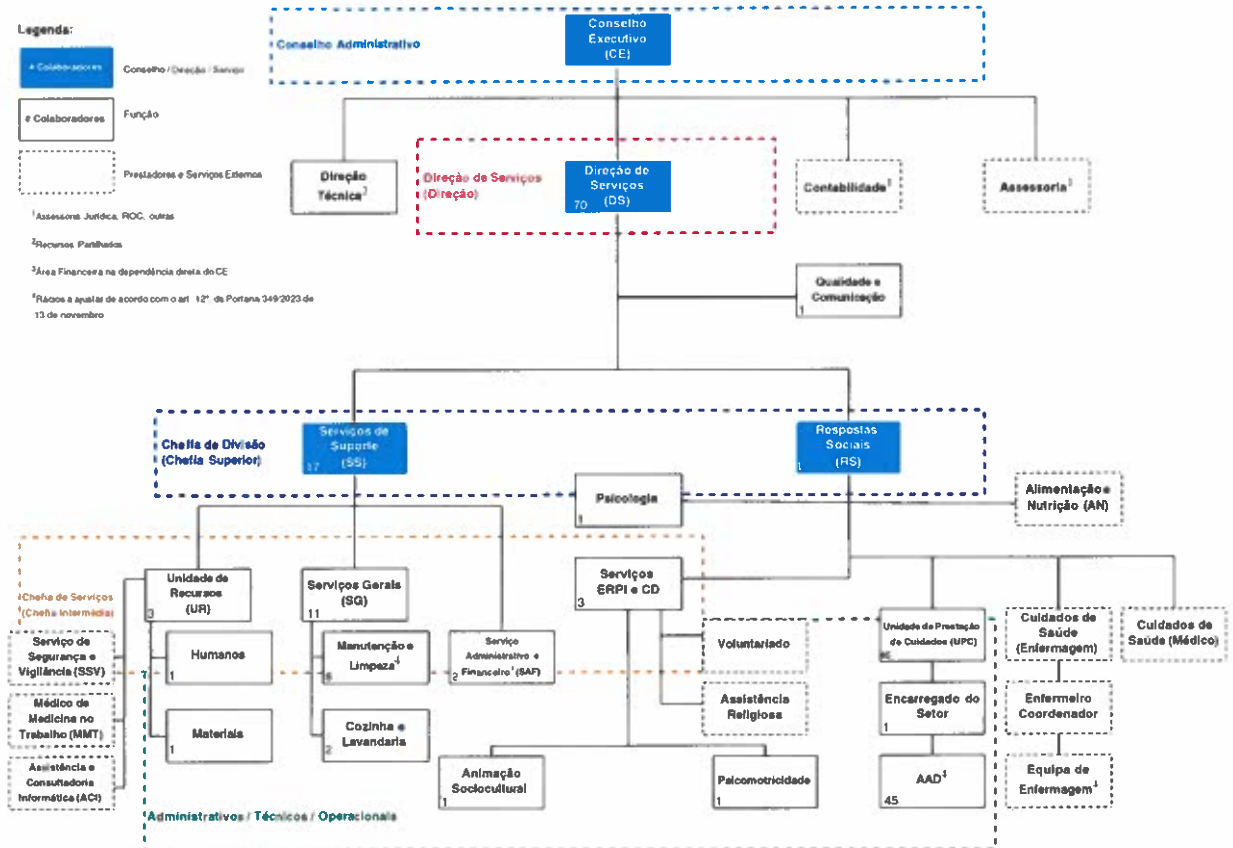 Legenda:
# Colaboradores
Conselho / Direção / Serviço
# Colaboradores
Função
Prestadores e Serviços Externos
1Assessoria Jurídica, ROC, outras
2Recursos Partilhados
3Área Financeira na dependência direta do CE
Rácios a ajustar de acordo com o art 12º. da Portaria 349/2023 de
13 de novembro
Conselho Administrativo
Conselho
Executivo
(CE)
Direção
Técnica
Direção de Serviços
(Direção)
Direção de
Serviços
(DS)
70
Contabilidade
Assessoria
Qualidade e
Comunicação
1
Chefia de Divisão
(Chefia Superior)
Serviços de
Suporte
(SS)
17
Respostas
Sociais
(RS)
1
Psicologia
1
Alimentação e
Nutrição (AN)
Chefia de Serviços
(Chefia Intermédia)
Unidade de
Recursos
(UR)
3
Serviços Gerais
(SG)
11
Serviços
ERPI e CD
3
Unidade de Prestação
de Cuidados (UPC)
Cuidados de
Saúde
(Enfermagem)
Cuidados de
Saúde (Médico)
Serviço de
Segurança e
Vigilância (SSV)
Humanos
1
Manutenção e
Limpeza
Serviço
Administrativo e
Financeiro (SAF)
2
Voluntariado
Médico de
Medicina no
Trabalho (MMT)
Materiais
1
Cozinha e
Lavandaria
2
Assistência
Religiosa
Encarregado do
Setor
1
Enfermeiro
Coordenador
Assistência e
Consultadoria
Informática (ACI)
Animação
Sociocultural
1
Psicomotricidade
1
AAD
45
Equipa de
Enfermagem
Administrativos / Técnicos / Operacionais